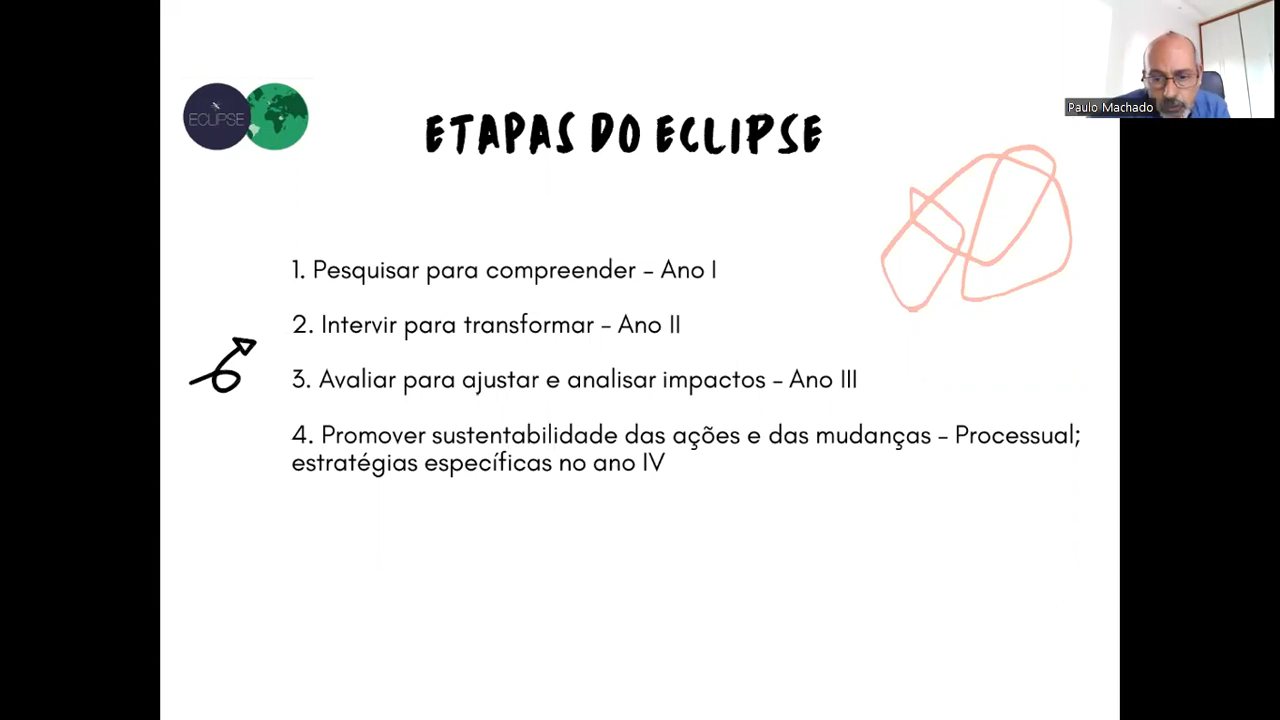 Paulo Machado
ECLIPSE
ETAPAS DO ECLIPSE
1. Pesquisar para compreender – Ano I
2. Intervir para transformar – Ano II
3. Avaliar para ajustar e analisar impactos – Ano III
4. Promover sustentabilidade das ações e das mudanças – Processual;
estratégias específicas no ano IV